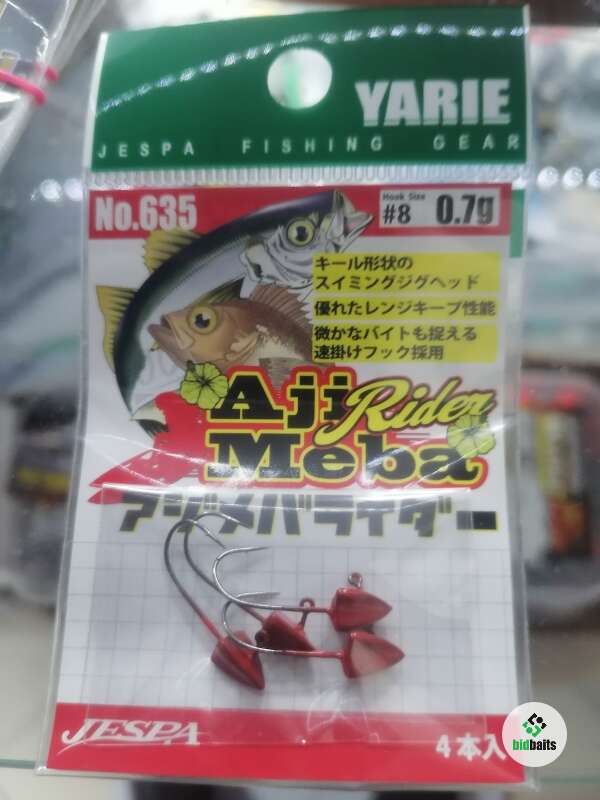 YARIE
JESPA FISHING GEAR
No.635
Hook Size
#8 0.7g
キール形状の
スイミングジグヘッド
優れたレンジキープ性能
微かなバイトも捉える
速掛けフック採用
Aji Rider
Meba
アジメバライダー
JESPA
4本入
bidbaits